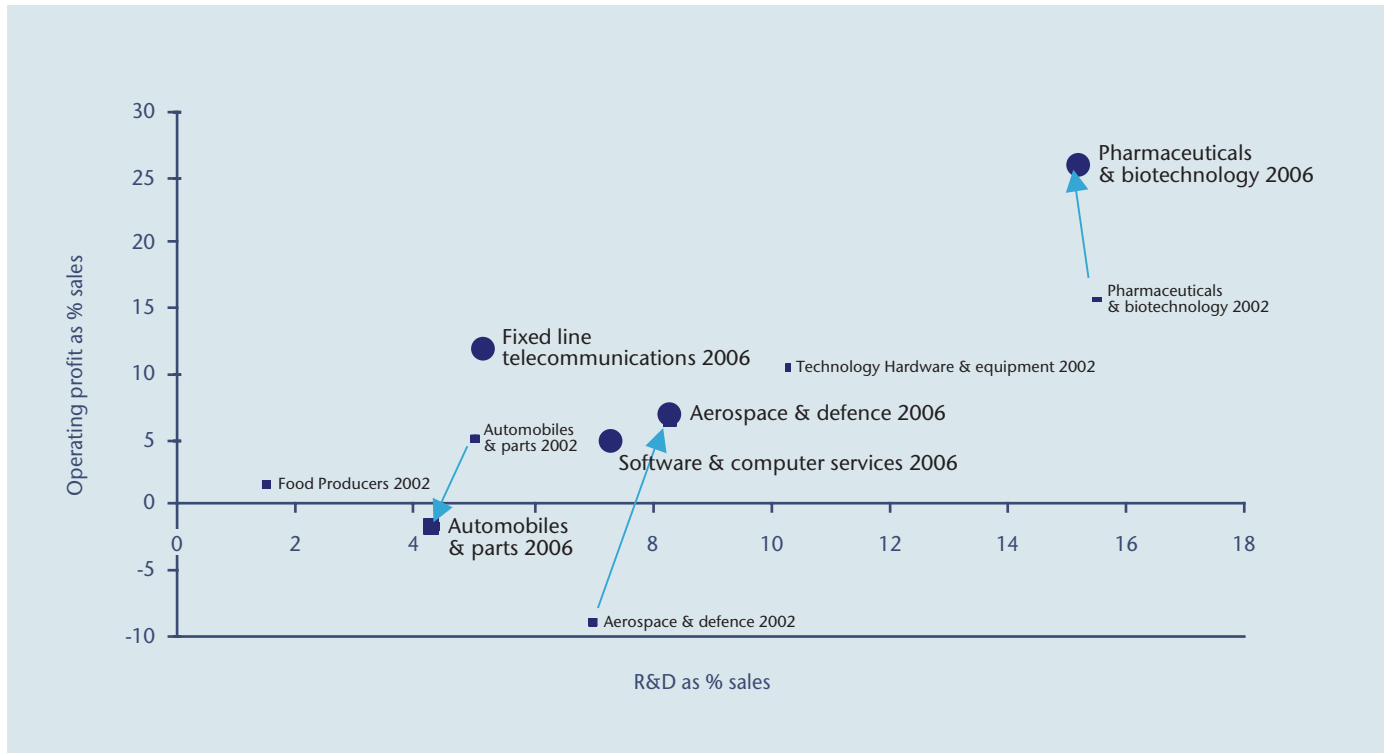 30
25
20
15
10
5
0
-5
-10
Operating profit as % sales
Pharmaceuticals
& biotechnology 2006
Pharmaceuticals
& biotechnology 2002
Fixed line
telecommunications 2006
Technology Hardware & equipment 2002
Aerospace & defence 2006
Automobiles
& parts 2002
Software & computer services 2006
Food Producers 2002
Automobiles
& parts 2006
0 2 4 8 10 12 14 16 18
Aerospace & defence 2002
R&D as % sales